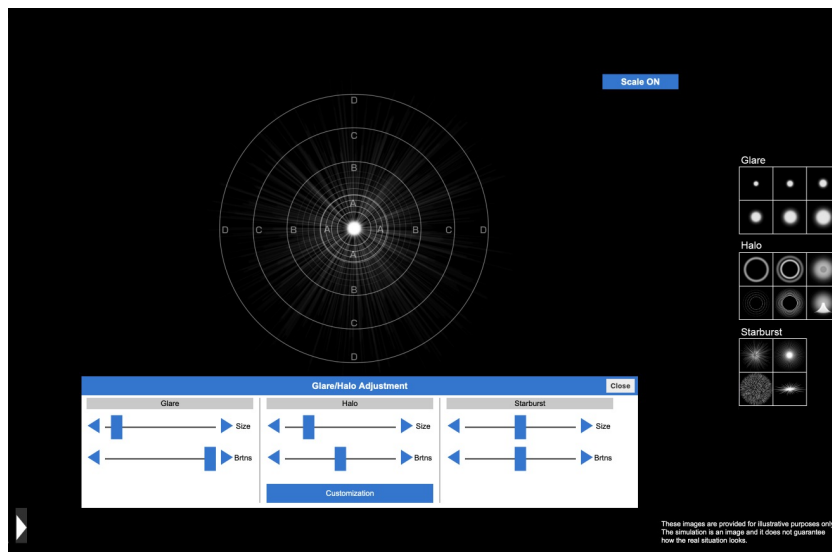 Scale ON
D
C
B
A
D C B A A B C D
A
B
C
D
Glare
Halo
Starburst
Glare/Halo Adjustment
Close
Glare
Halo
Starburst
Size
Size
Size
Brtns
Brtns
Brtns
Customization
These images are provided for illustrative purposes only
The simulation is an image and it does not guarantee
how the real situation looks.